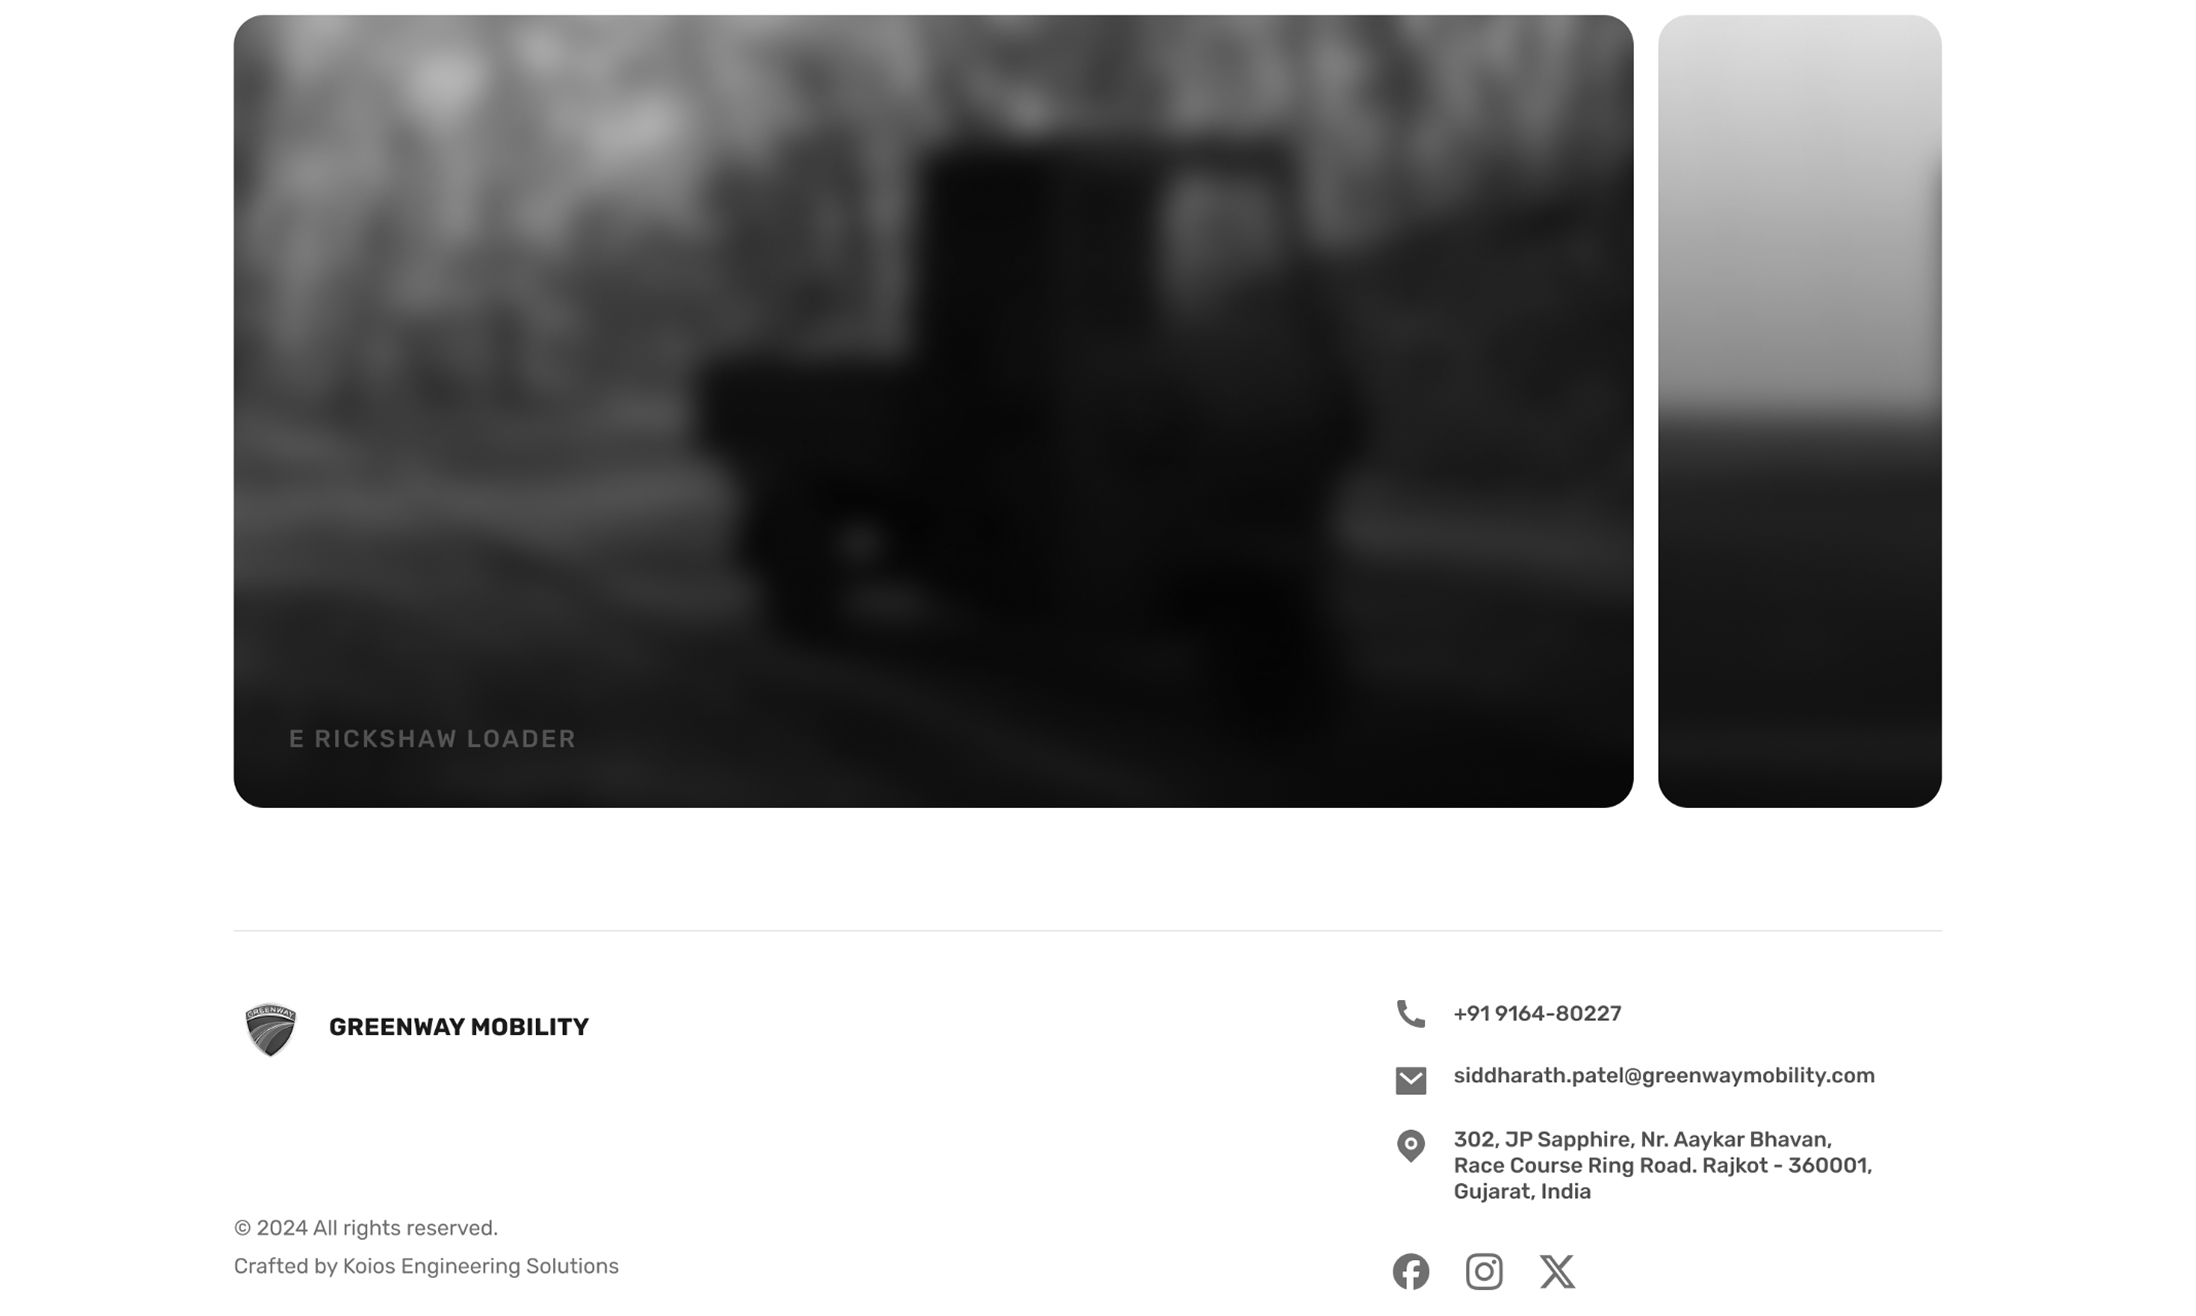 E RICKSHAW LOADER
GREENWAY
GREENWAY MOBILITY
+91 9164-80227
siddharath.patel@greenwaymobility.com
302, JP Sapphire, Nr. Aaykar Bhavan,
Race Course Ring Road. Rajkot - 360001,
Gujarat, India
© 2024 All rights reserved.
Crafted by Koios Engineering Solutions